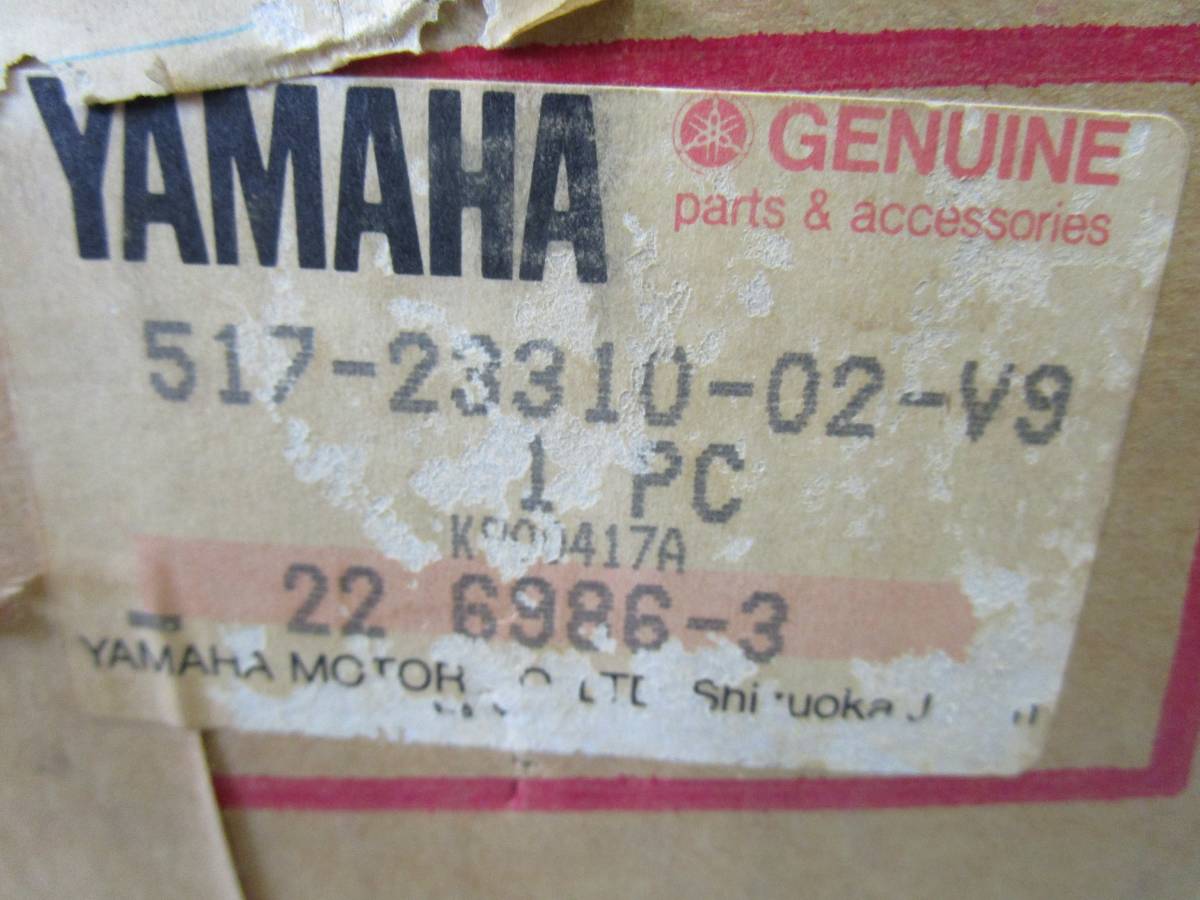 YAMAHA
GENUINE
parts & accessories
517-23310-02-V9
1 PC
22 6986-3
YAMAHA MOTOR